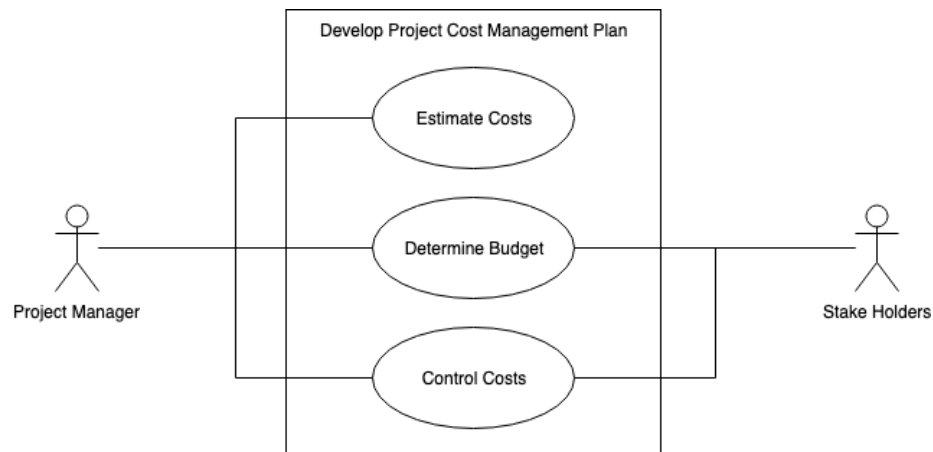 Develop Project Cost Management Plan
Estimate Costs
Determine Budget
Project Manager
Stake Holders
Control Costs